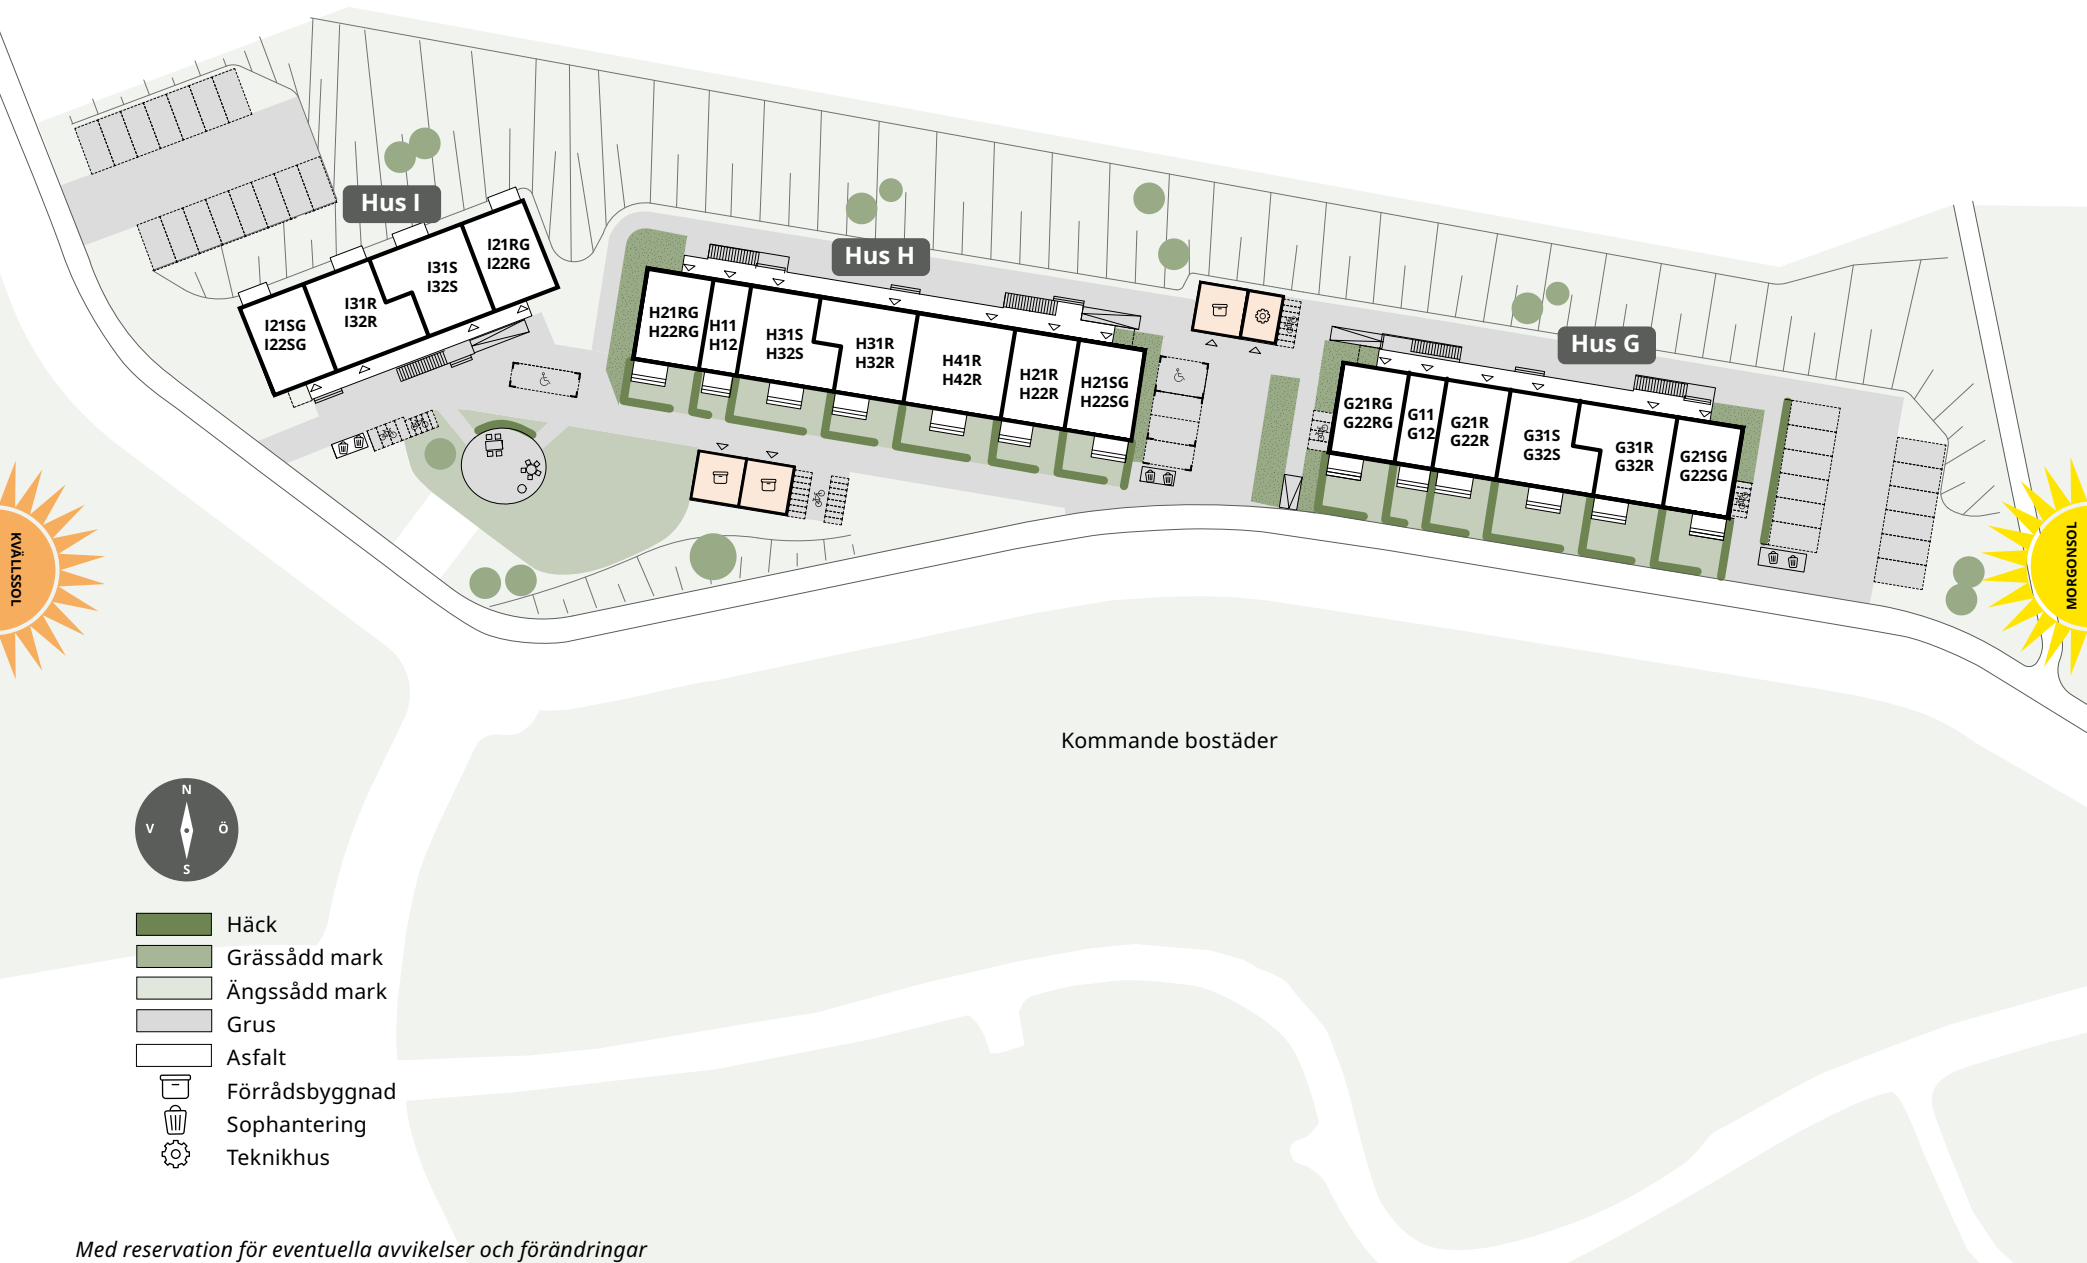 Hus I
Hus H
Hus G
I21SG
I22SG
I31R
I32R
I31S
I32S
I21RG
I22RG
H21RG
H22RG
H11
H12
H31S
H32S
H31R
H32R
H41R
H42R
H21R
H22R
H21SG
H22SG
G21RG
G22RG
G11
G12
G21R
G22R
G31S
G32S
G31R
G32R
G21SG
G22SG
KVÄLLSSOL
MORGONSOL
Kommande bostäder
N
V
Ö
S
Häck
Grässådd mark
Ängssådd mark
Grus
Asfalt
Förrådsbyggnad
Sophantering
Teknikhus
Med reservation för eventuella avvikelser och förändringar